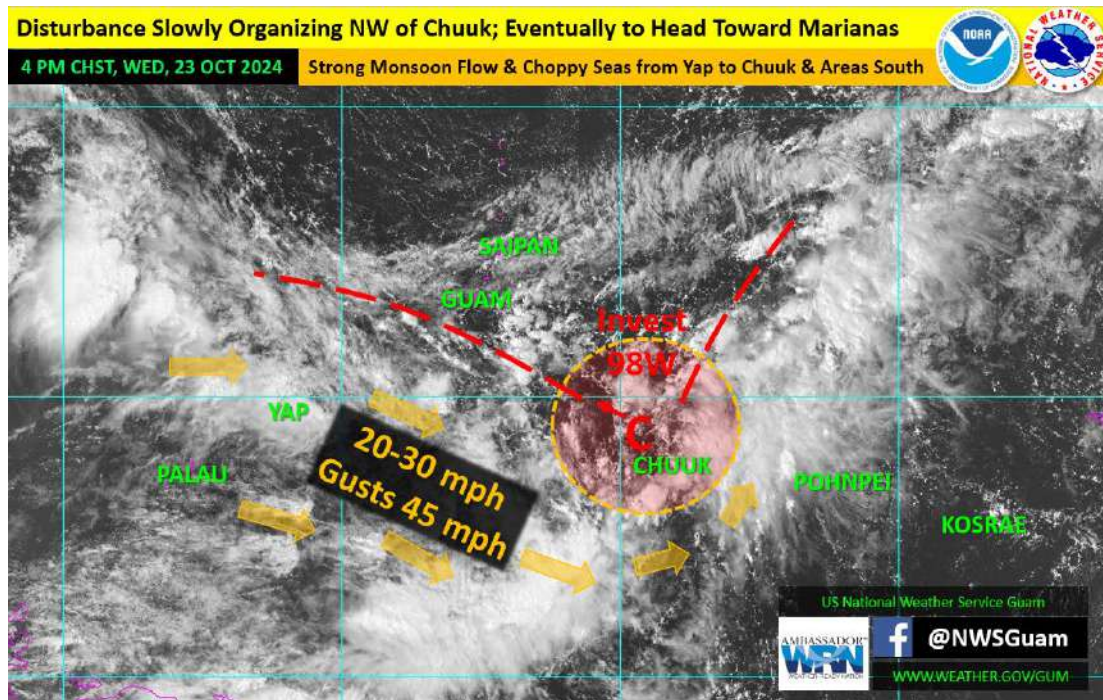 Disturbance Slowly Organizing NW of Chuuk; Eventually to Head Toward Marianas
4 PM CHST, WED, 23 OCT 2024
Strong Monsoon Flow & Choppy Seas from Yap to Chuuk & Areas South
NOAA
NATIONAL WEATHER SERVICE
SAIPAN
GUAM
Invest
98W
YAP
20-30 mph
Gusts 45 mph
C
CHUUK
PALAU
POHNPEI
KOSRAE
US National Weather Service Guam
AMBASSADOR
WRN
WEATHER-READY NATION
f
@NWSGuam
WWW.WEATHER.GOV/GUM